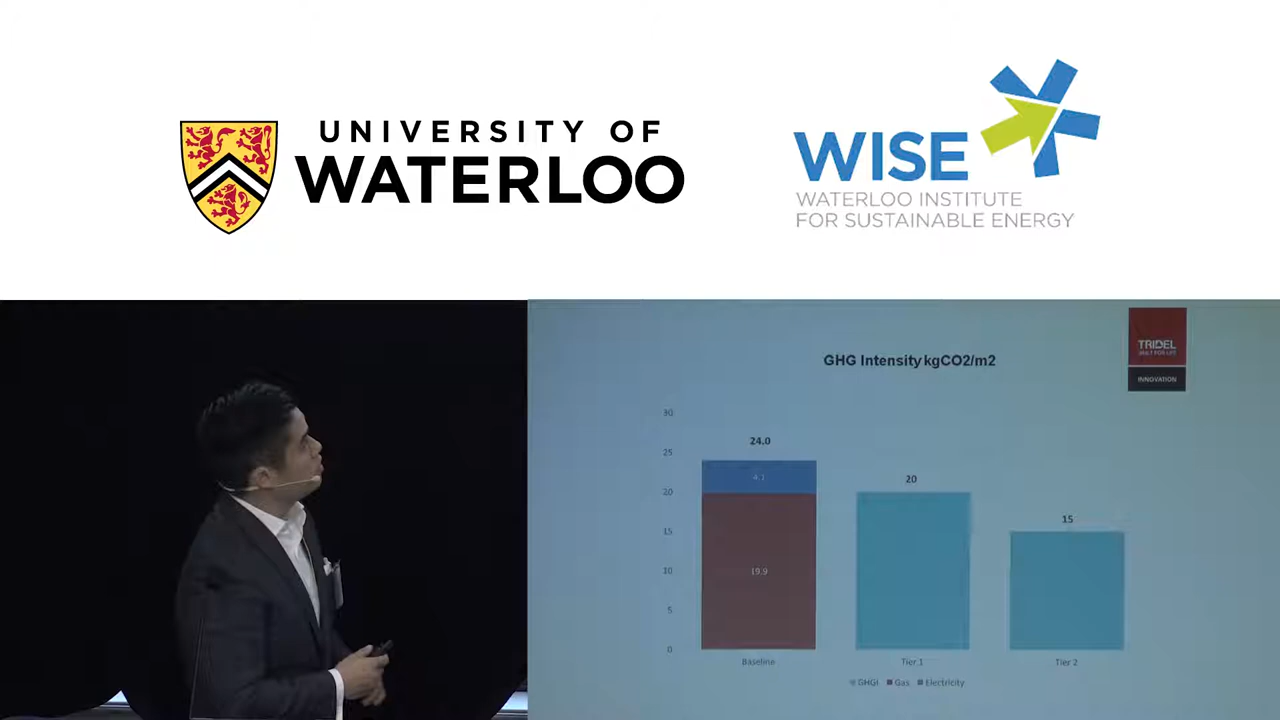 UNIVERSITY OF
WATERLOO
WISE
WATERLOO INSTITUTE
FOR SUSTAINABLE ENERGY
TRIDEL
BUILT FOR LIFE
INNOVATION
GHG Intensity kgCO2/m2
30
25
20
15
10
5
0
24.0
4.1
19.9
20
15
Baseline
Tier 1
Tier 2
GHGI
Gas
Electricity